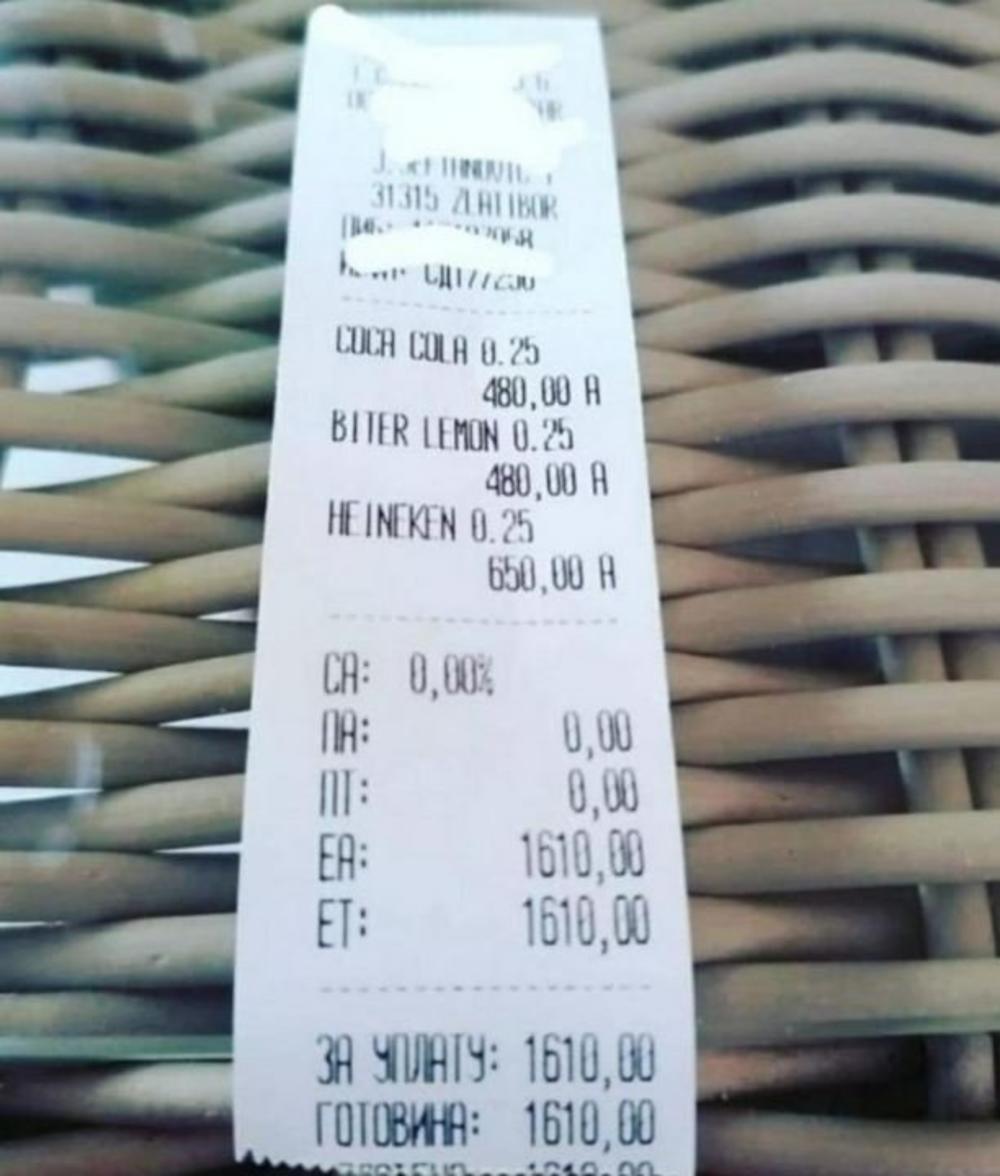 31315 ZLATIBOR
COCA COLA 0.25
480,00 A
BITER LEMON 0.25
480,00 A
HEINEKEN 0.25
650,00 A
СА: 0,00%
ПА: 0,00
ПТ: 0,00
ЕА: 1610,00
ЕТ: 1610,00
ЗА УПЛАТУ: 1610,00
ГОТОВИНА: 1610,00